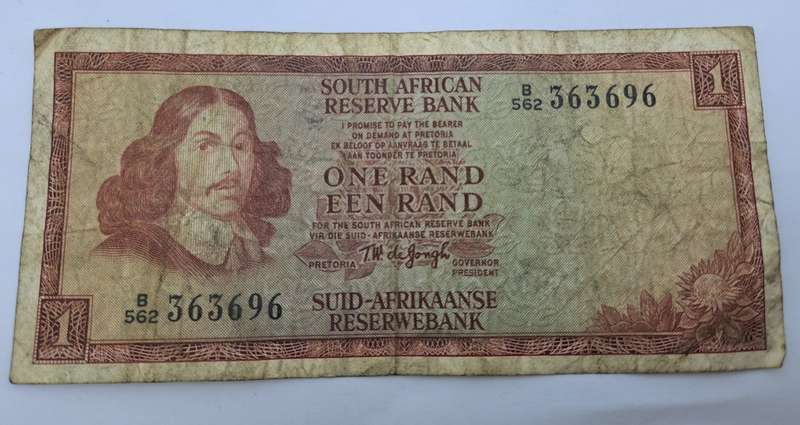 SOUTH AFRICAN
RESERVE BANK
B
562 363696
1
I PROMISE TO PAY THE BEARER
ON DEMAND AT PRETORIA
EK BELOOF OP AANVRAAG TE BETAAL
AAN TOONDER TE PRETORIA
ONE RAND
EEN RAND
FOR THE SOUTH AFRICAN RESERVE BANK
VIR DIE SUID-AFRIKAANSE RESERWEBANK
T.W. de Jongh
PRETORIA
GOVERNOR
PRESIDENT
B
562 363696
1
SUID-AFRIKAANSE
RESERWEBANK